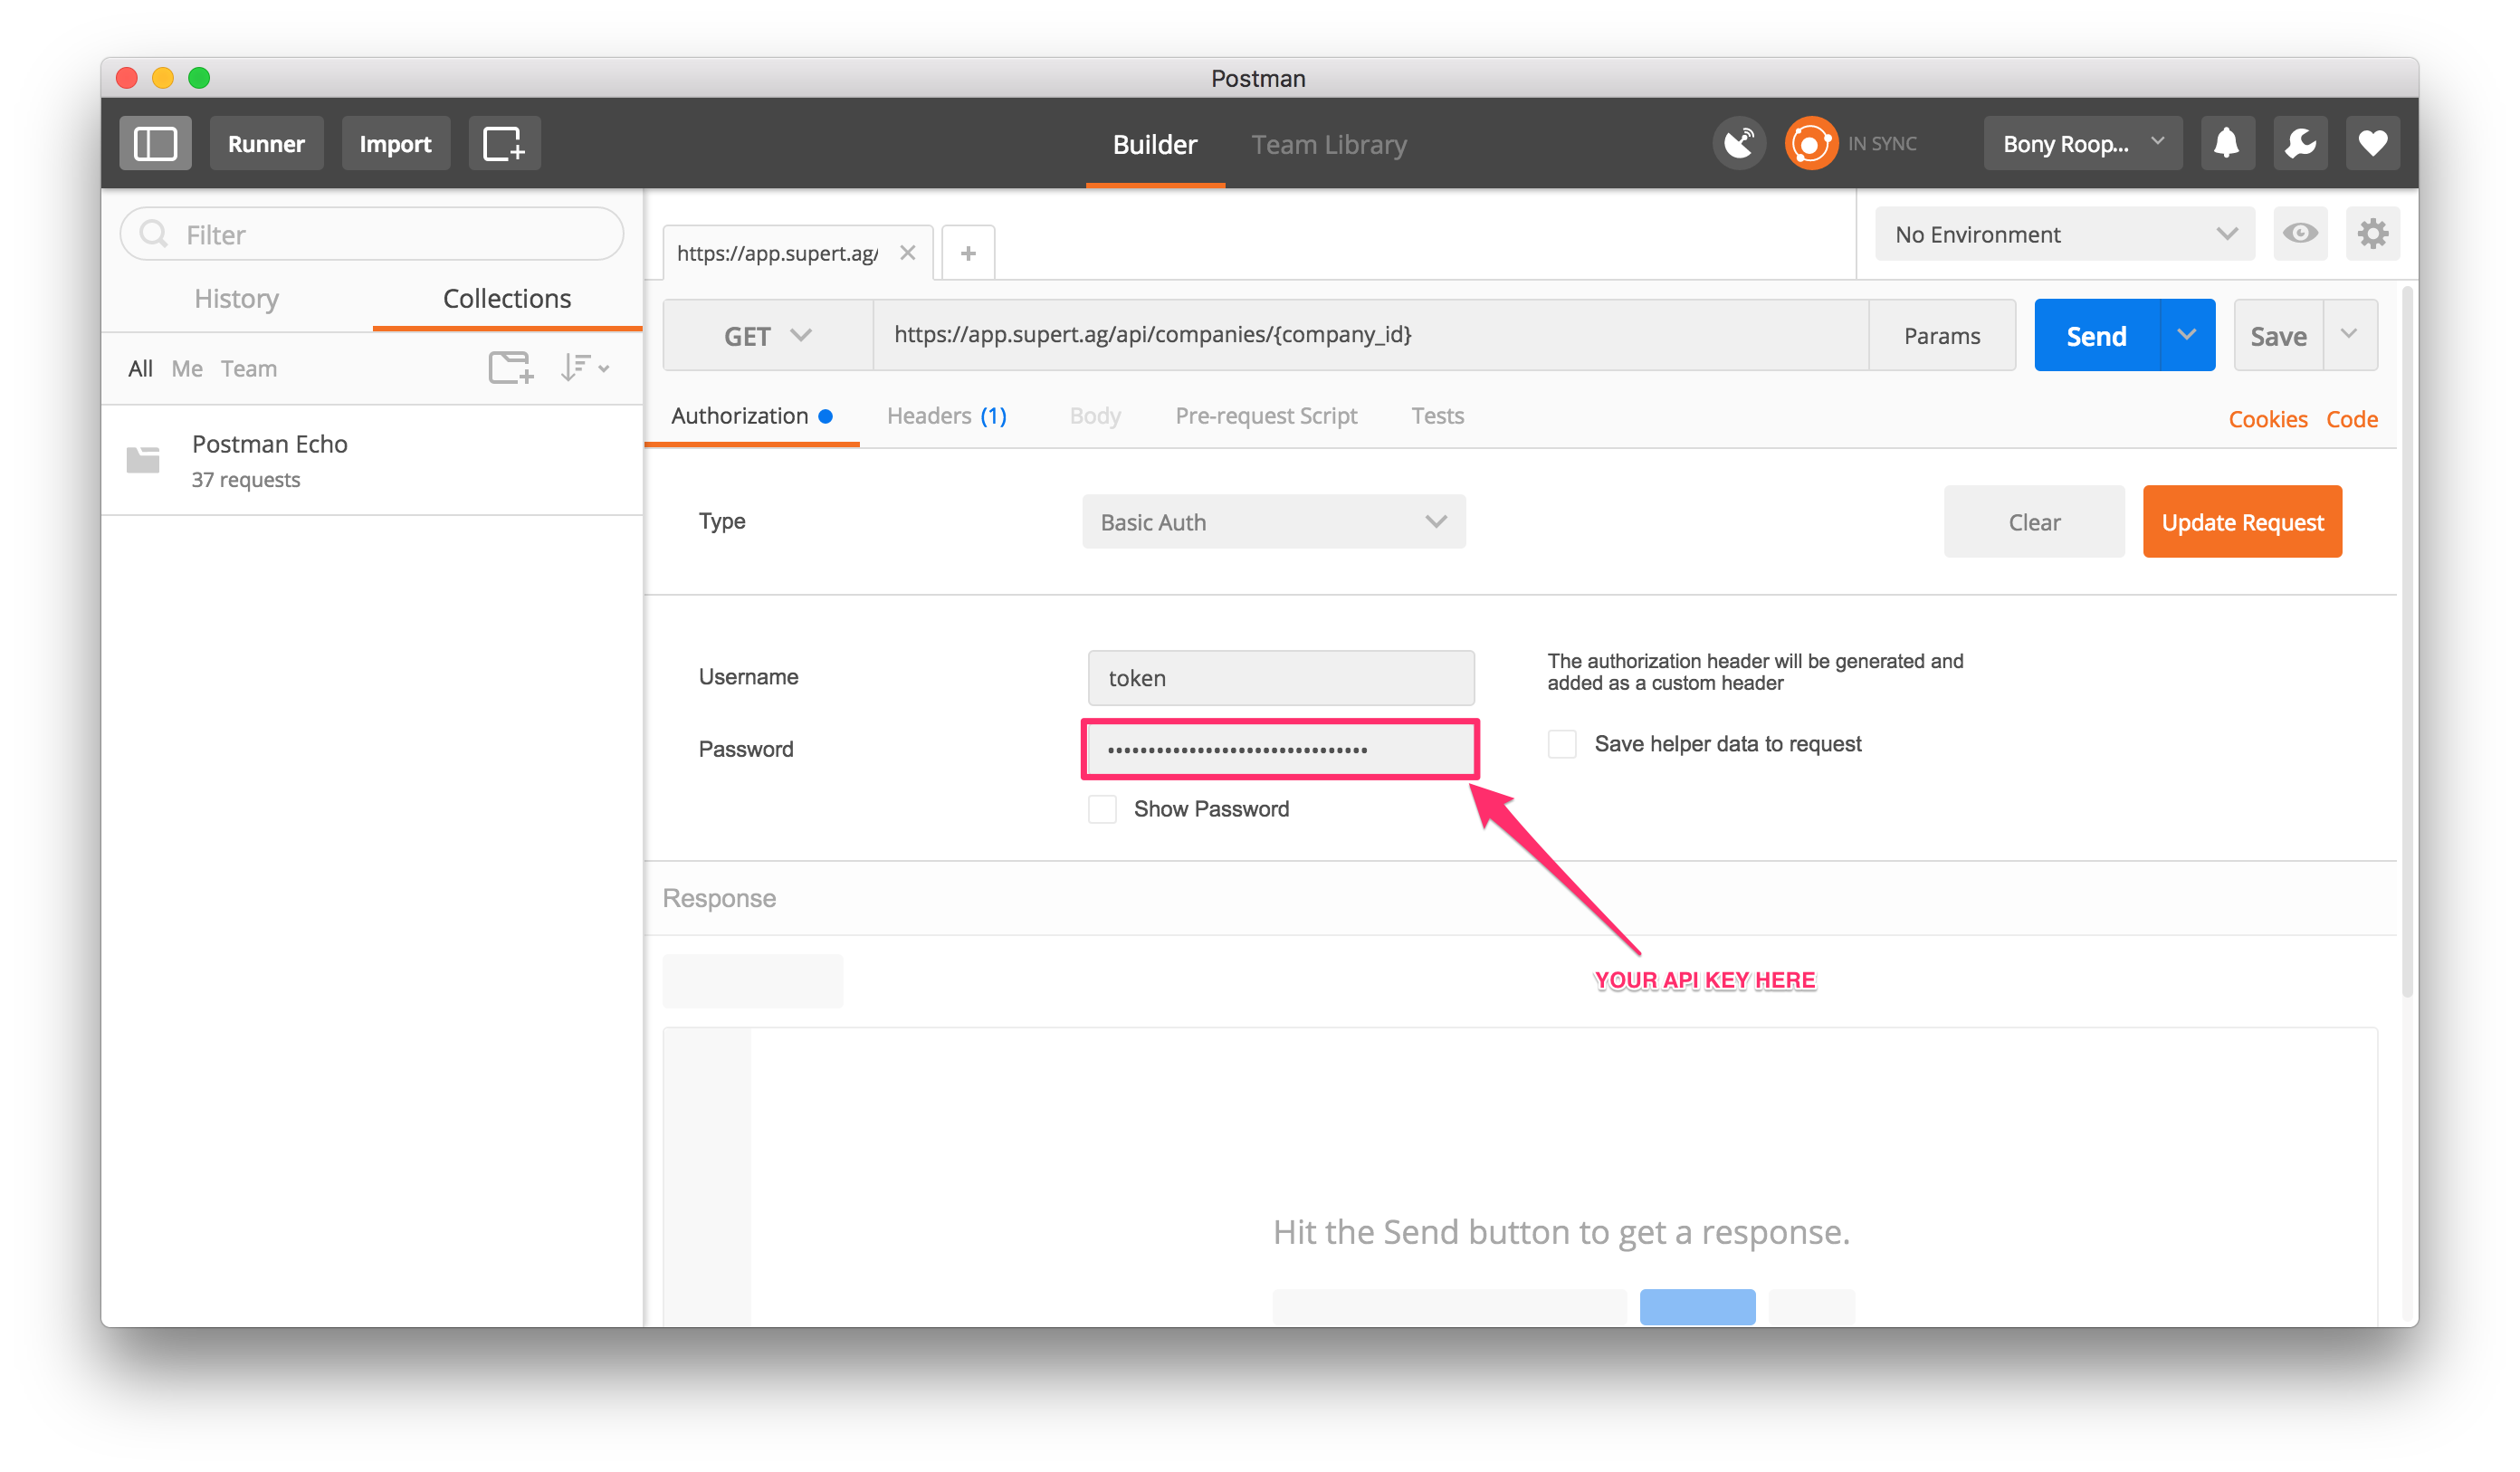 Postman
Runner
Import
Builder
Team Library
IN SYNC
Bony Roop...
Filter
https://app.supert.ag/
No Environment
History
Collections
GET
https://app.supert.ag/api/companies/{company_id}
Params
Send
Save
All Me Team
Authorization
Headers (1)
Body
Pre-request Script
Tests
Cookies
Code
Postman Echo
37 requests
Type
Basic Auth
Clear
Update Request
Username
token
The authorization header will be generated and
added as a custom header
Password
Save helper data to request
Show Password
Response
YOUR API KEY HERE
Hit the Send button to get a response.